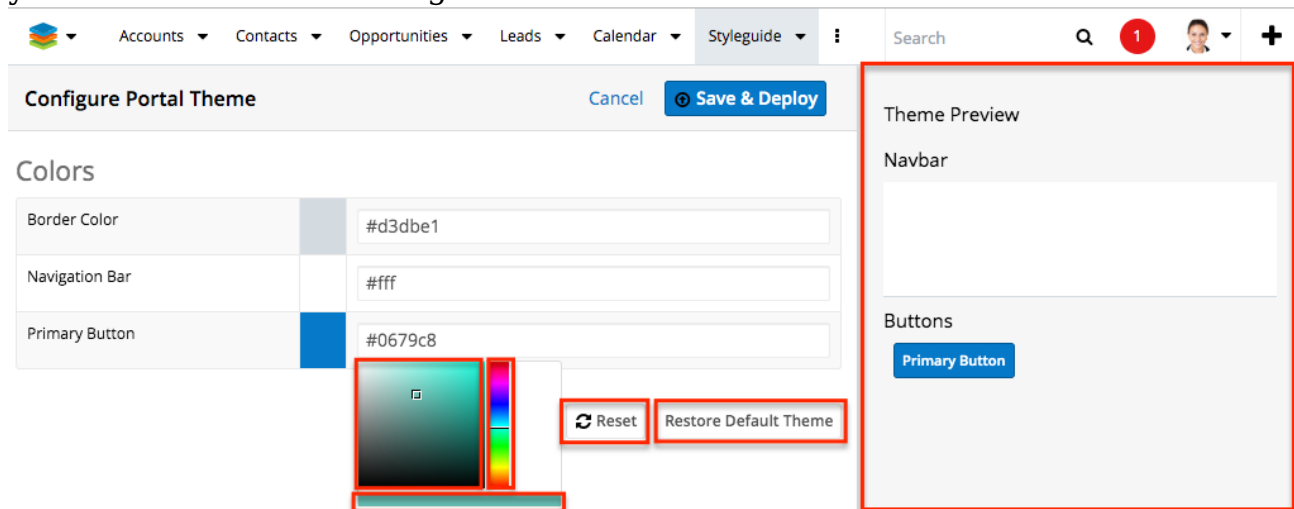 Accounts Contacts Opportunities Leads Calendar Styleguide Search 1
Configure Portal Theme Cancel Save & Deploy
Theme Preview
Navbar
Colors
Border Color #d3dbe1
Navigation Bar #fff
Primary Button #0679c8
Buttons
Primary Button
Reset Restore Default Theme